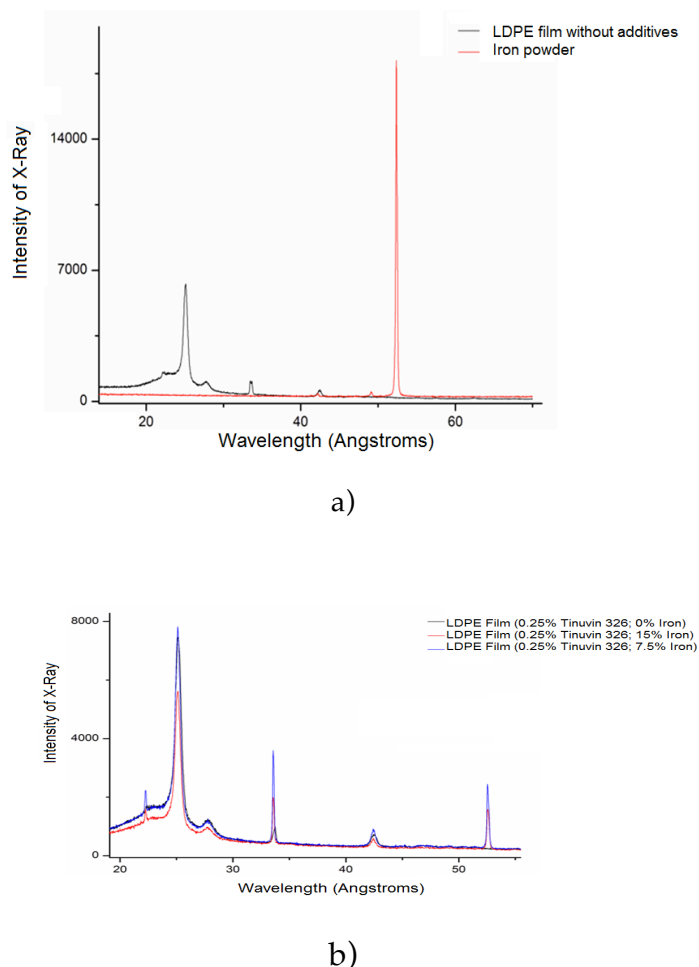 LDPE film without additives
Iron powder
Intensity of X-Ray
14000
7000
0
20 40 60
Wavelength (Angstroms)
a)
LDPE Film (0.25% Tinuvin 326; 0% Iron)
LDPE Film (0.25% Tinuvin 326; 15% Iron)
LDPE Film (0.25% Tinuvin 326; 7.5% Iron)
Intensity of X-Ray
8000
4000
0
20 30 40 50
Wavelength (Angstroms)
b)